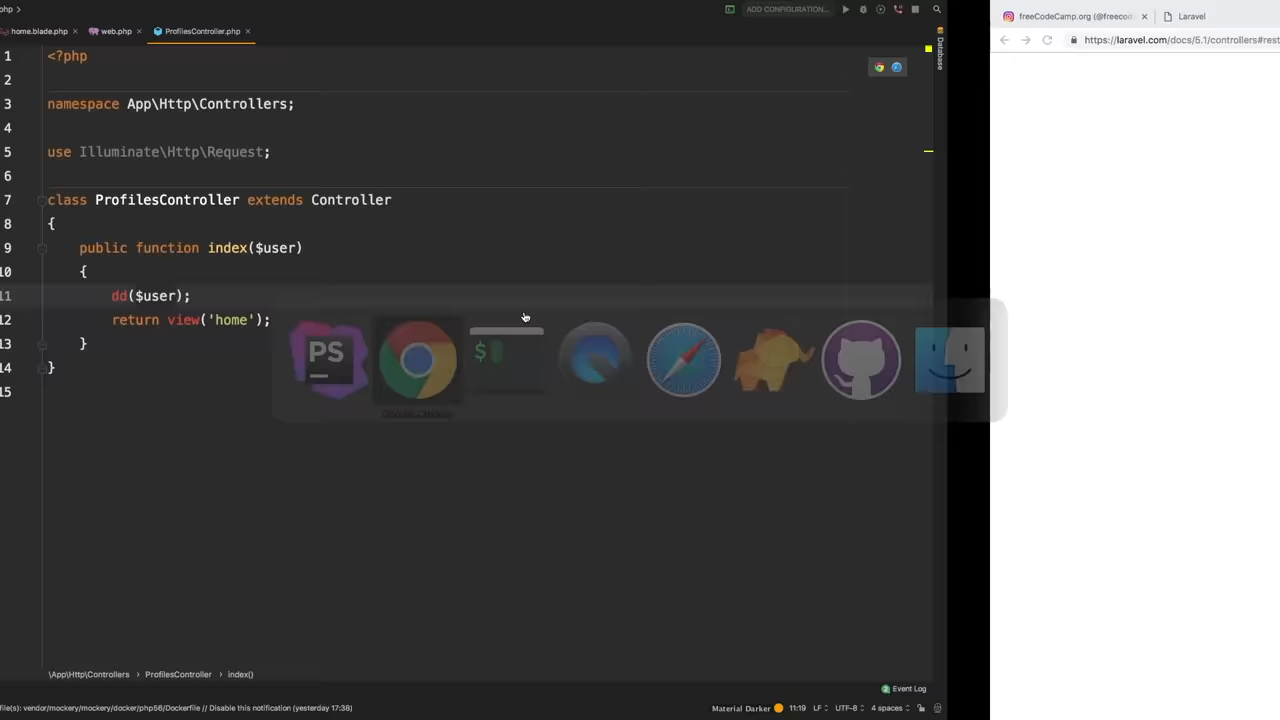 php
ADD CONFIGURATION...
home.blade.php
web.php
ProfilesController.php
Database
freeCodeCamp.org (@freecod
Laravel
https://laravel.com/docs/5.1/controllers#rest
1 <?php
2
3 namespace App\Http\Controllers;
4
5 use Illuminate\Http\Request;
6
7 class ProfilesController extends Controller
8 {
9 public function index($user)
10 {
11 dd($user);
12 return view('home');
13 }
14 }
15
PS
$
\App\Http\Controllers › ProfilesController › index()
2 Event Log
file(s): vendor/mockery/mockery/docker/php56/Dockerfile // Disable this notification (yesterday 17:38)
Material Darker 11:19 LF UTF-8 4 spaces